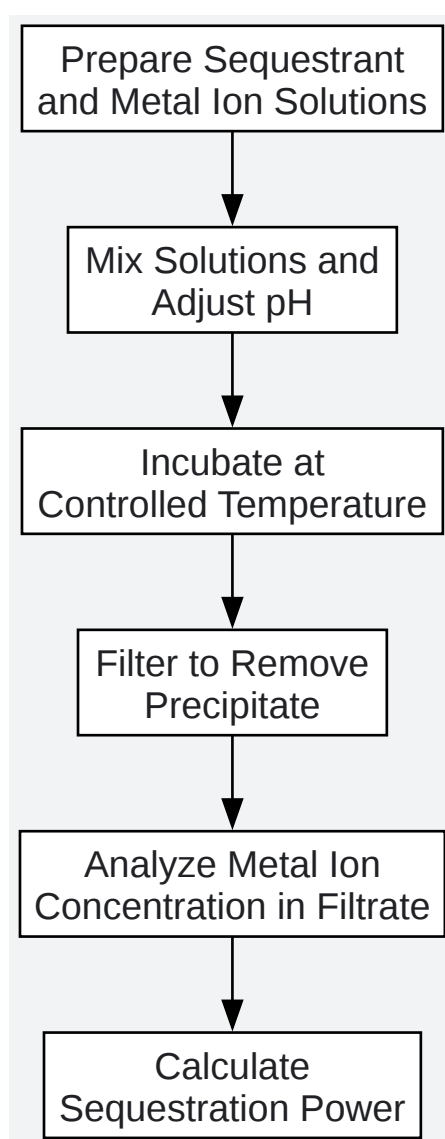 Prepare Sequestrant
and Metal Ion Solutions
Mix Solutions and
Adjust pH
Incubate at
Controlled Temperature
Filter to Remove
Precipitate
Analyze Metal Ion
Concentration in Filtrate
Calculate
Sequestration Power